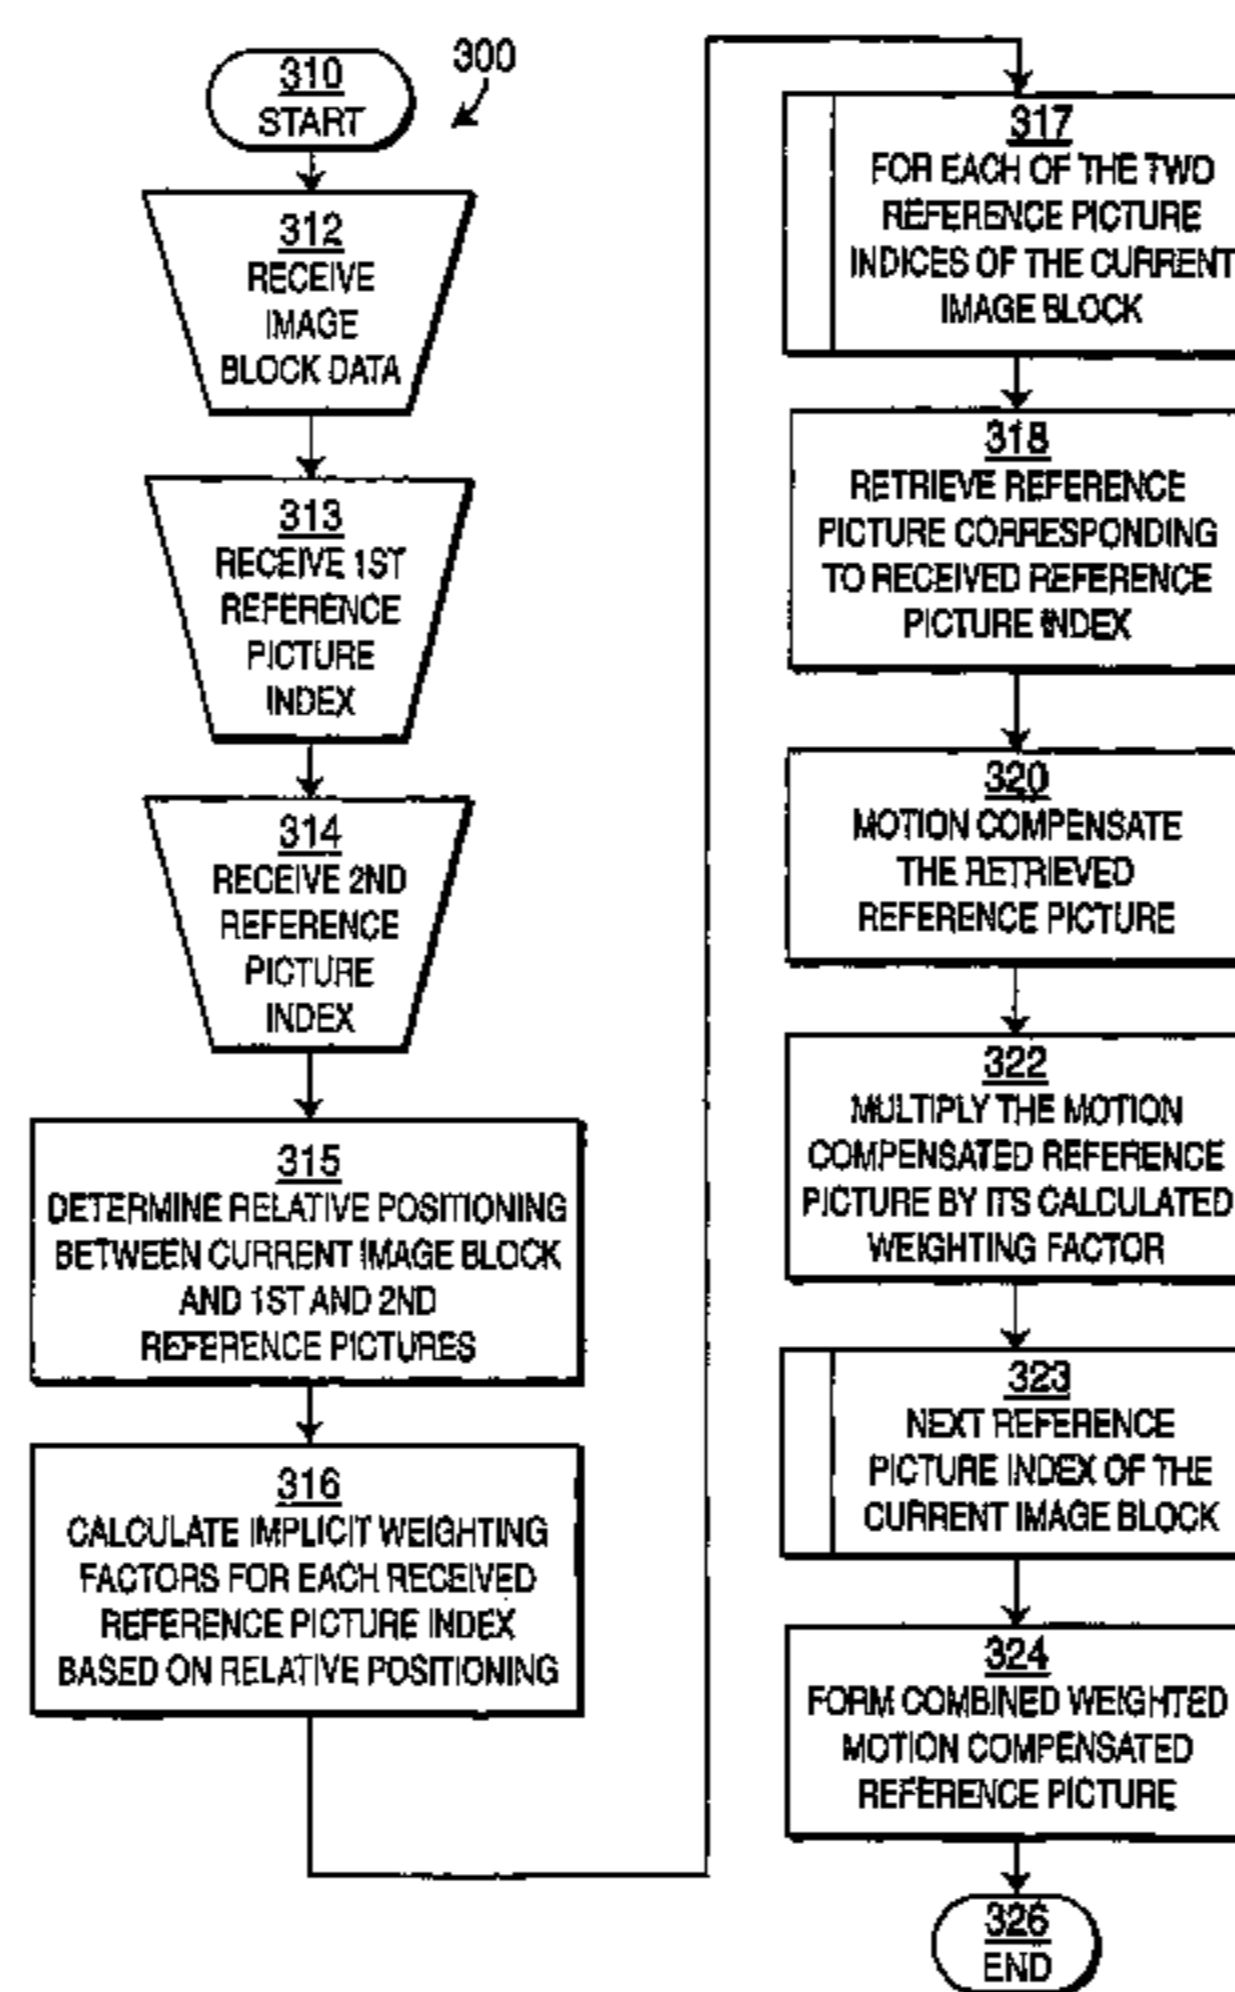 310
START
300
312
RECEIVE
IMAGE
BLOCK DATA
313
RECEIVE 1ST
REFERENCE
PICTURE
INDEX
314
RECEIVE 2ND
REFERENCE
PICTURE
INDEX
315
DETERMINE RELATIVE POSITIONING
BETWEEN CURRENT IMAGE BLOCK
AND 1ST AND 2ND
REFERENCE PICTURES
316
CALCULATE IMPLICIT WEIGHTING
FACTORS FOR EACH RECEIVED
REFERENCE PICTURE INDEX
BASED ON RELATIVE POSITIONING
317
FOR EACH OF THE TWO
REFERENCE PICTURE
INDICES OF THE CURRENT
IMAGE BLOCK
318
RETRIEVE REFERENCE
PICTURE CORRESPONDING
TO RECEIVED REFERENCE
PICTURE INDEX
320
MOTION COMPENSATE
THE RETRIEVED
REFERENCE PICTURE
322
MULTIPLY THE MOTION
COMPENSATED REFERENCE
PICTURE BY ITS CALCULATED
WEIGHTING FACTOR
323
NEXT REFERENCE
PICTURE INDEX OF THE
CURRENT IMAGE BLOCK
324
FORM COMBINED WEIGHTED
MOTION COMPENSATED
REFERENCE PICTURE
326
END